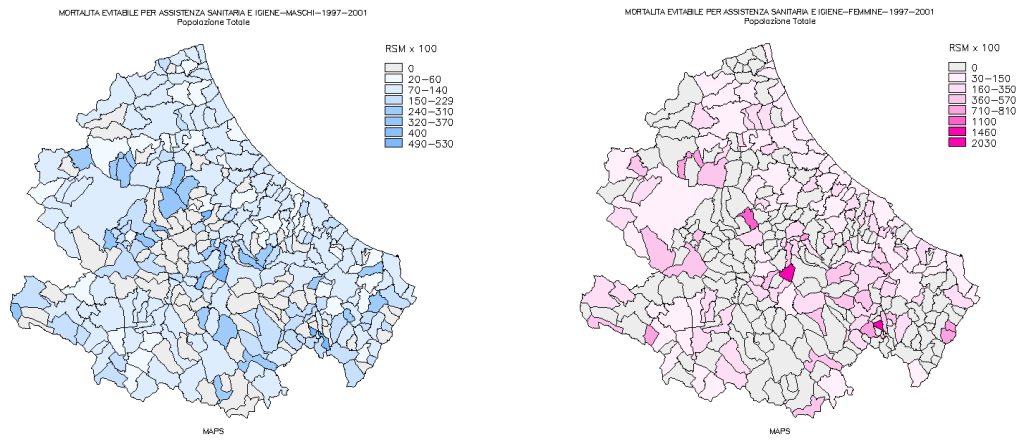 MORTALITA EVITABILE PER ASSISTENZA SANITARIA E IGIENE-MASCHI-1997-2001
Popolazione Totale
RSM x 100
0
20-60
70-140
150-229
240-310
320-370
400
490-530
MAPS
MORTALITA EVITABILE PER ASSISTENZA SANITARIA E IGIENE-FEMMINE-1997-2001
Popolazione Totale
RSM x 100
0
30-150
160-350
360-570
710-810
1100
1460
2030
MAPS